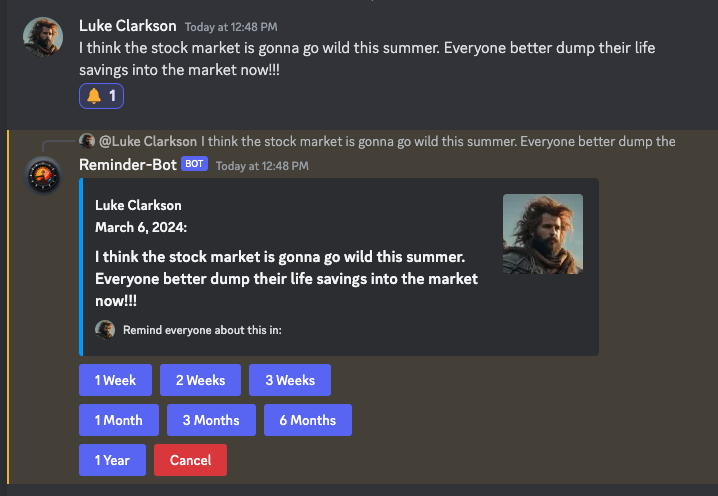 Luke Clarkson Today at 12:48 PM
I think the stock market is gonna go wild this summer. Everyone better dump their life
savings into the market now!!!
1
@Luke Clarkson I think the stock market is gonna go wild this summer. Everyone better dump the
Reminder-Bot BOT Today at 12:48 PM
Luke Clarkson
March 6, 2024:
I think the stock market is gonna go wild this summer.
Everyone better dump their life savings into the market
now!!!
Remind everyone about this in:
1 Week 2 Weeks 3 Weeks
1 Month 3 Months 6 Months
1 Year Cancel